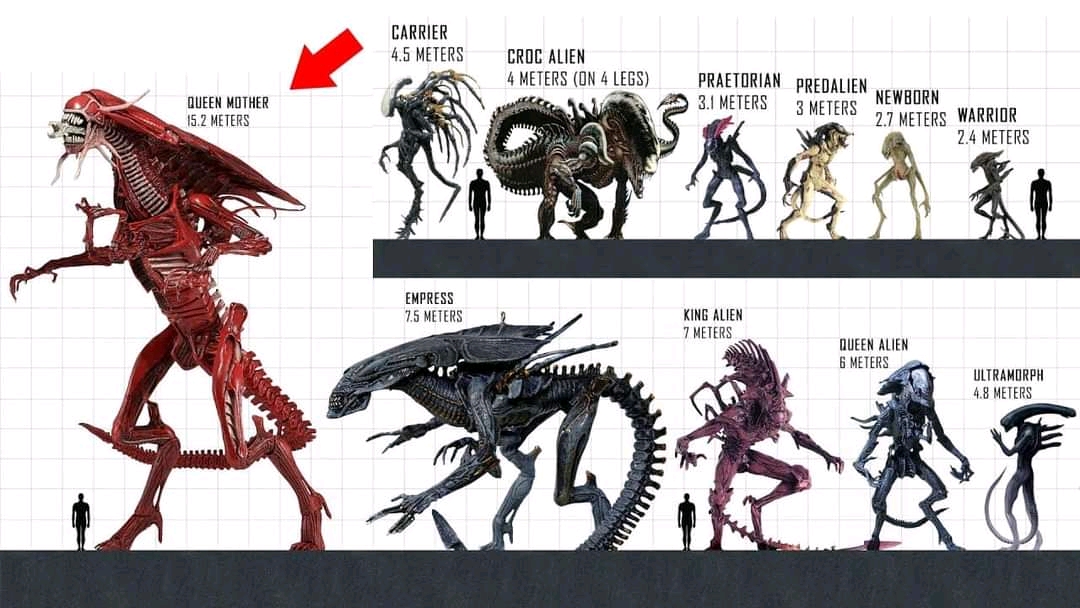 QUEEN MOTHER
15.2 METERS
CARRIER
4.5 METERS
CROC ALIEN
4 METERS (ON 4 LEGS)
PRAETORIAN
3.1 METERS
PREDALIEN
3 METERS
NEWBORN
2.7 METERS
WARRIOR
2.4 METERS
EMPRESS
7.5 METERS
KING ALIEN
7 METERS
QUEEN ALIEN
6 METERS
ULTRAMORPH
4.8 METERS